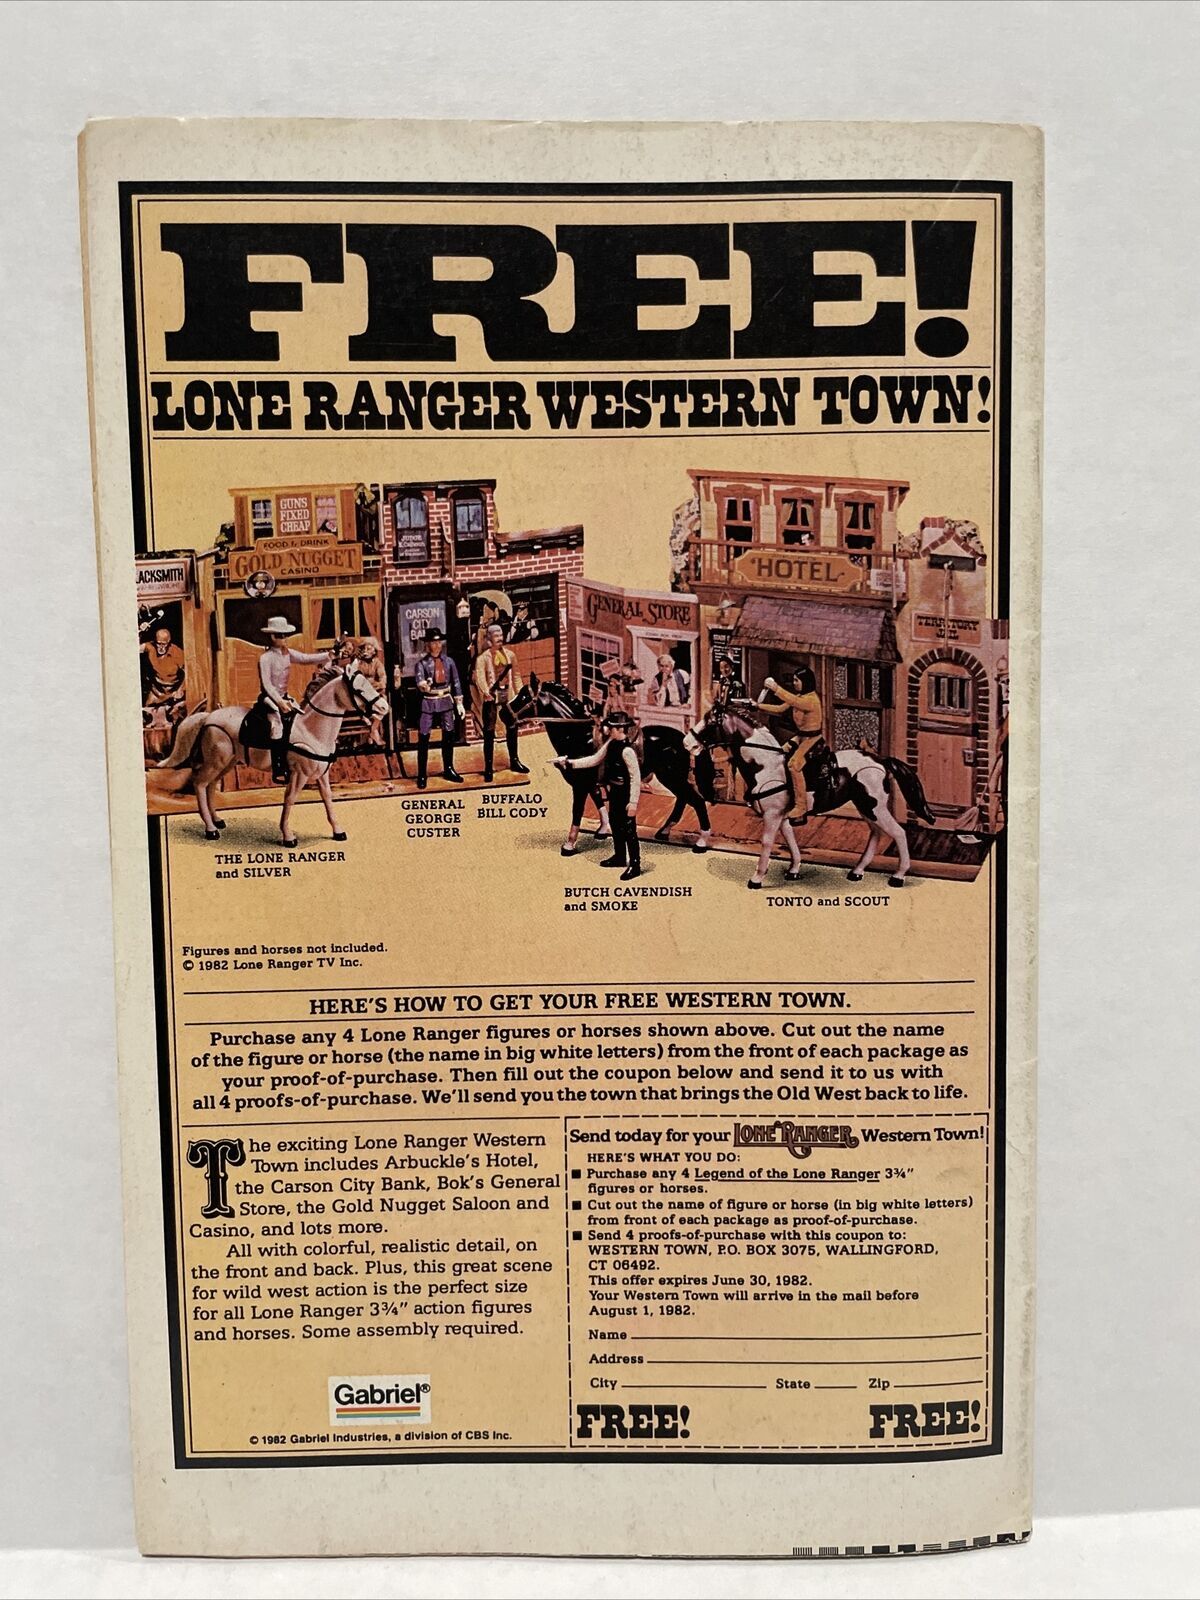 FREE!
LONE RANGER WESTERN TOWN!
GUNS
FIXED
CHEAP
FOOD & DRINK
GOLD NUGGET
CASINO
ACKSMITH
JUDGE
CARSON
CITY
BA
GENERAL STORE
HOTEL
TERRITORY
JAIL
GENERAL
GEORGE
CUSTER
BUFFALO
BILL CODY
THE LONE RANGER
and SILVER
BUTCH CAVENDISH
and SMOKE
TONTO and SCOUT
Figures and horses not included.
© 1982 Lone Ranger TV Inc.
HERE'S HOW TO GET YOUR FREE WESTERN TOWN.
Purchase any 4 Lone Ranger figures or horses shown above. Cut out the name
of the figure or horse (the name in big white letters) from the front of each package as
your proof-of-purchase. Then fill out the coupon below and send it to us with
all 4 proofs-of-purchase. We'll send you the town that brings the Old West back to life.
The exciting Lone Ranger Western
Town includes Arbuckle's Hotel,
the Carson City Bank, Bok's General
Store, the Gold Nugget Saloon and
Casino, and lots more.
All with colorful, realistic detail, on
the front and back. Plus, this great scene
for wild west action is the perfect size
for all Lone Ranger 3¾" action figures
and horses. Some assembly required.
Gabriel®
© 1982 Gabriel Industries, a division of CBS Inc.
Send today for your LONE RANGER Western Town!
HERE'S WHAT YOU DO:
■ Purchase any 4 Legend of the Lone Ranger 3¾"
figures or horses.
■ Cut out the name of figure or horse (in big white letters)
from front of each package as proof-of-purchase.
■ Send 4 proofs-of-purchase with this coupon to:
WESTERN TOWN, P.O. BOX 3075, WALLINGFORD,
CT 06492.
This offer expires June 30, 1982.
Your Western Town will arrive in the mail before
August 1, 1982.
Name
Address
City State Zip
FREE! FREE!